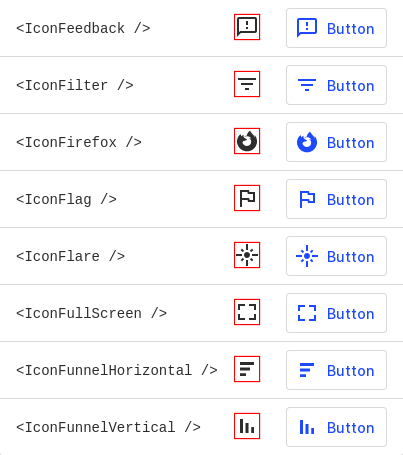 <IconFeedback /> Button
<IconFilter /> Button
<IconFirefox /> Button
<IconFlag /> Button
<IconFlare /> Button
<IconFullScreen /> Button
<IconFunnelHorizontal /> Button
<IconFunnelVertical /> Button